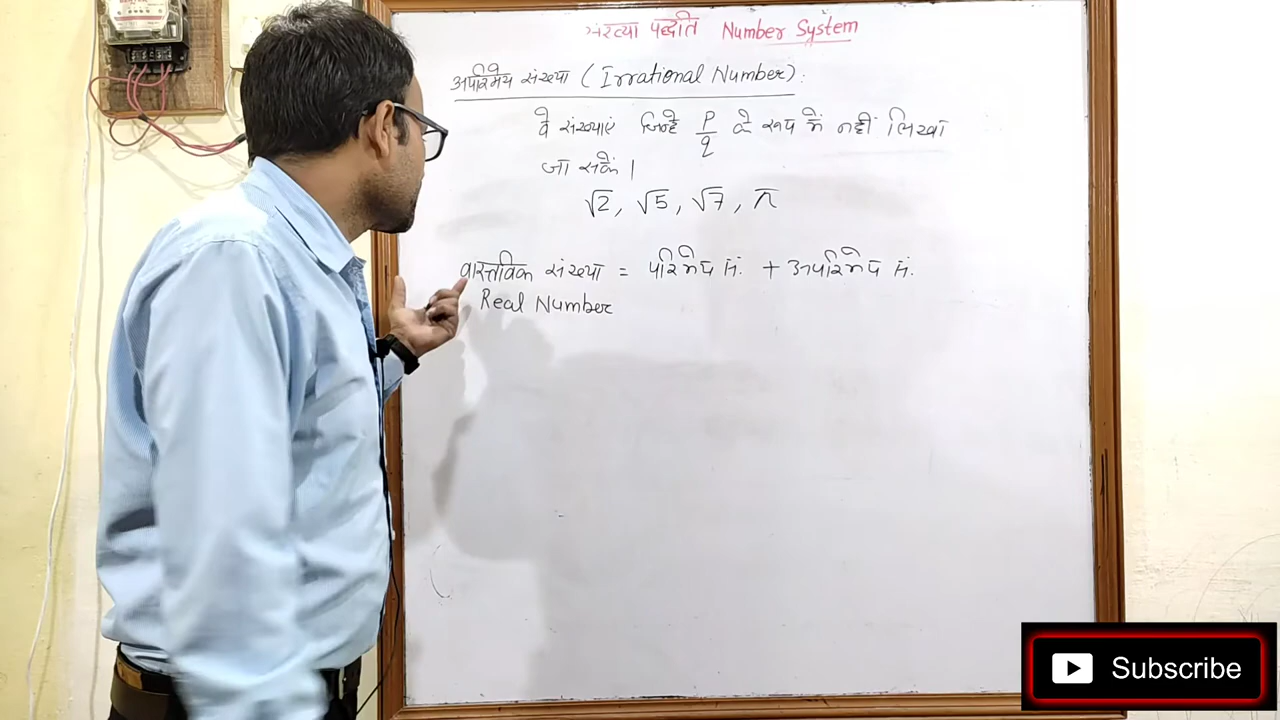 संख्या पद्धति Number System
अपरिमेय संख्या (Irrational Number) :
वे संख्याएं जिन्हे P/q के रूप में नहीं लिखा
जा सकें।
√2, √5, √7, π
वास्तविक संख्या = परिमेय सं. + अपरिमेय सं.
Real Number
Subscribe